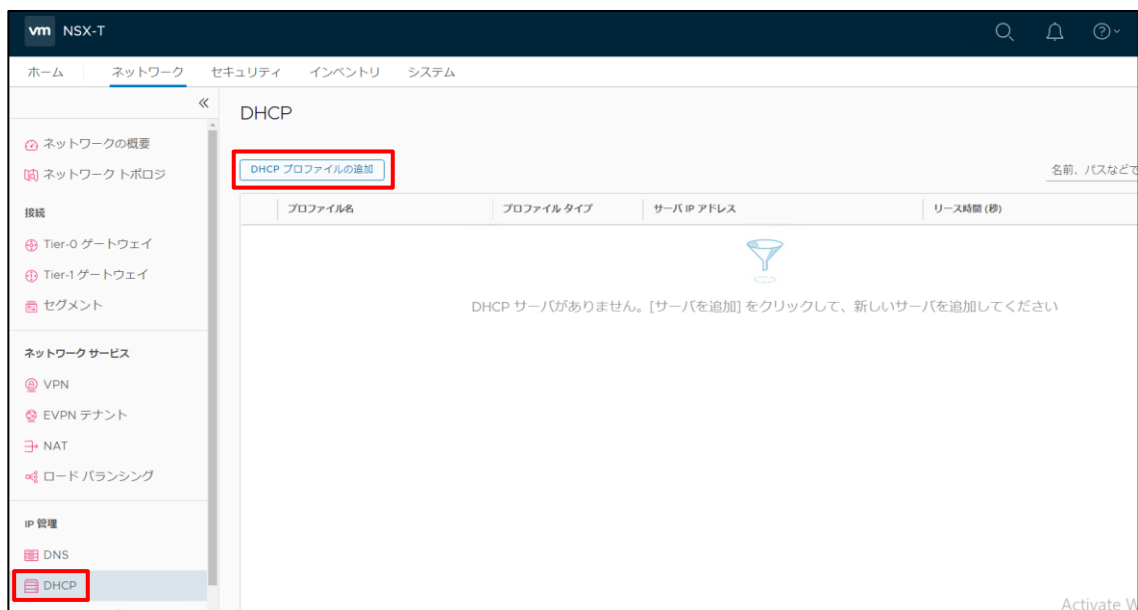 vm NSX-T
ホーム ネットワーク セキュリティ インベントリ システム
DHCP
ネットワークの概要
ネットワーク トポロジ
接続
Tier-0 ゲートウェイ
Tier-1 ゲートウェイ
セグメント
ネットワーク サービス
VPN
EVPN テナント
NAT
ロード バランシング
IP 管理
DNS
DHCP
DHCP プロファイルの追加
名前、パスなどで
プロファイル名 プロファイル タイプ サーバ IP アドレス リース時間 (秒)
DHCP サーバがありません。[サーバを追加] をクリックして、新しいサーバを追加してください
Activate W